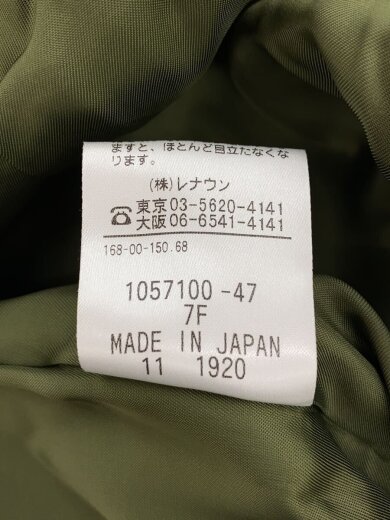 ますと、ほとんど目立たなくな
ります。
(株)レナウン
☎東京03-5620-4141
大阪06-6541-4141
168-00-150.68
1057100-47
7F
MADE IN JAPAN
11 1920